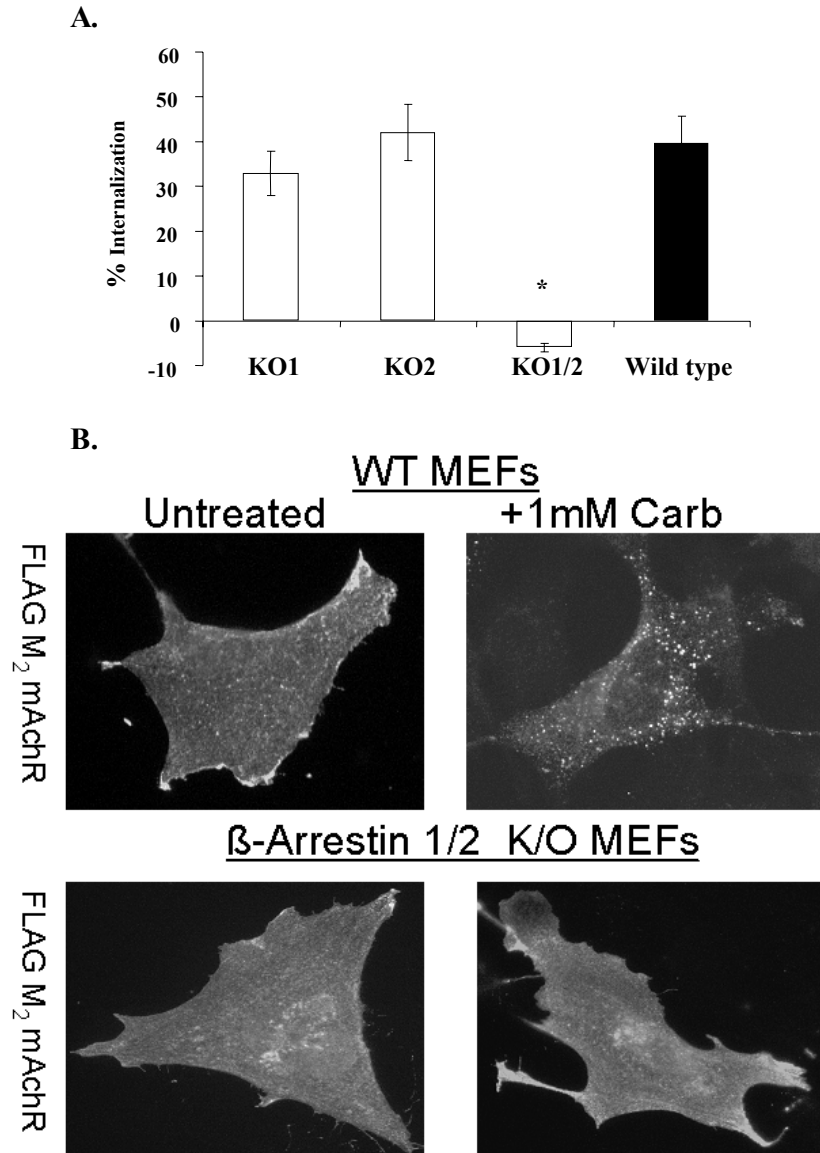 A.
% Internalization
60
50
40
30
20
10
0
-10
*
KO1 KO2 KO1/2 Wild type
B.
WT MEFs
Untreated +1mM Carb
FLAG M2 mAchR
ß-Arrestin 1/2 K/O MEFs
FLAG M2 mAchR